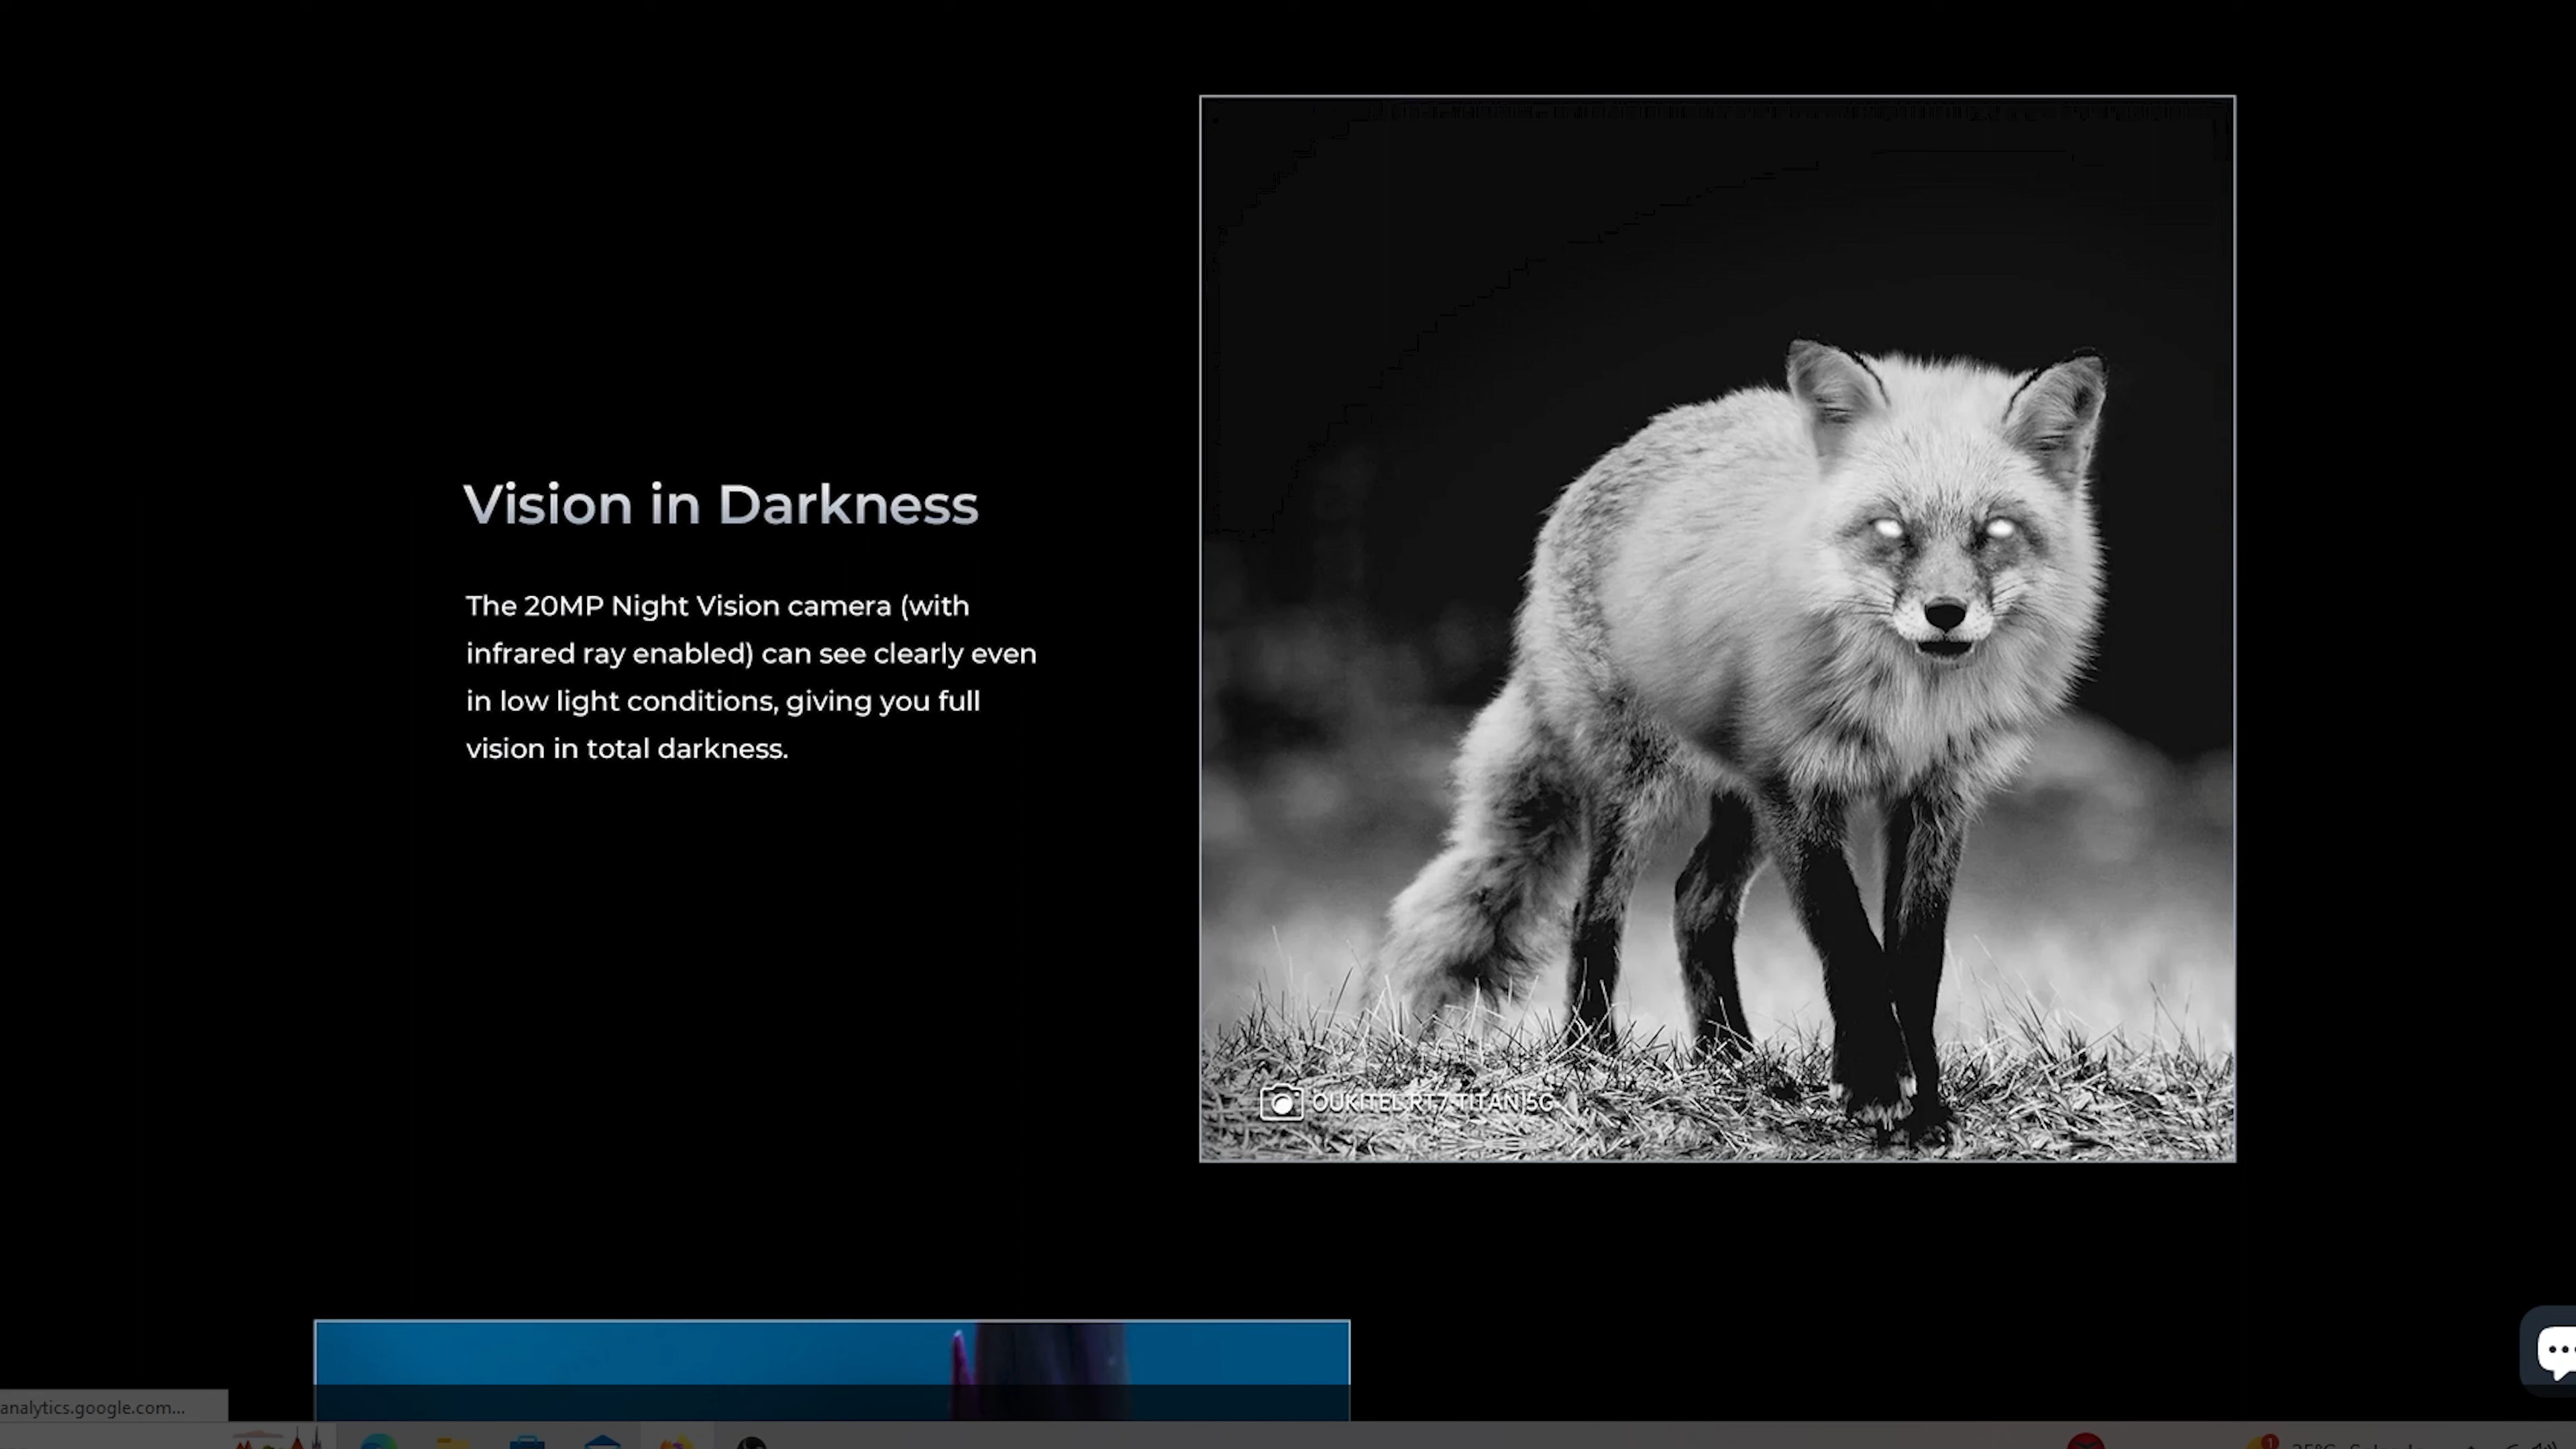 Vision in Darkness
The 20MP Night Vision camera (with
infrared ray enabled) can see clearly even
in low light conditions, giving you full
vision in total darkness.
OUKITEL RT7 TITAN 5G
analytics.google.com...